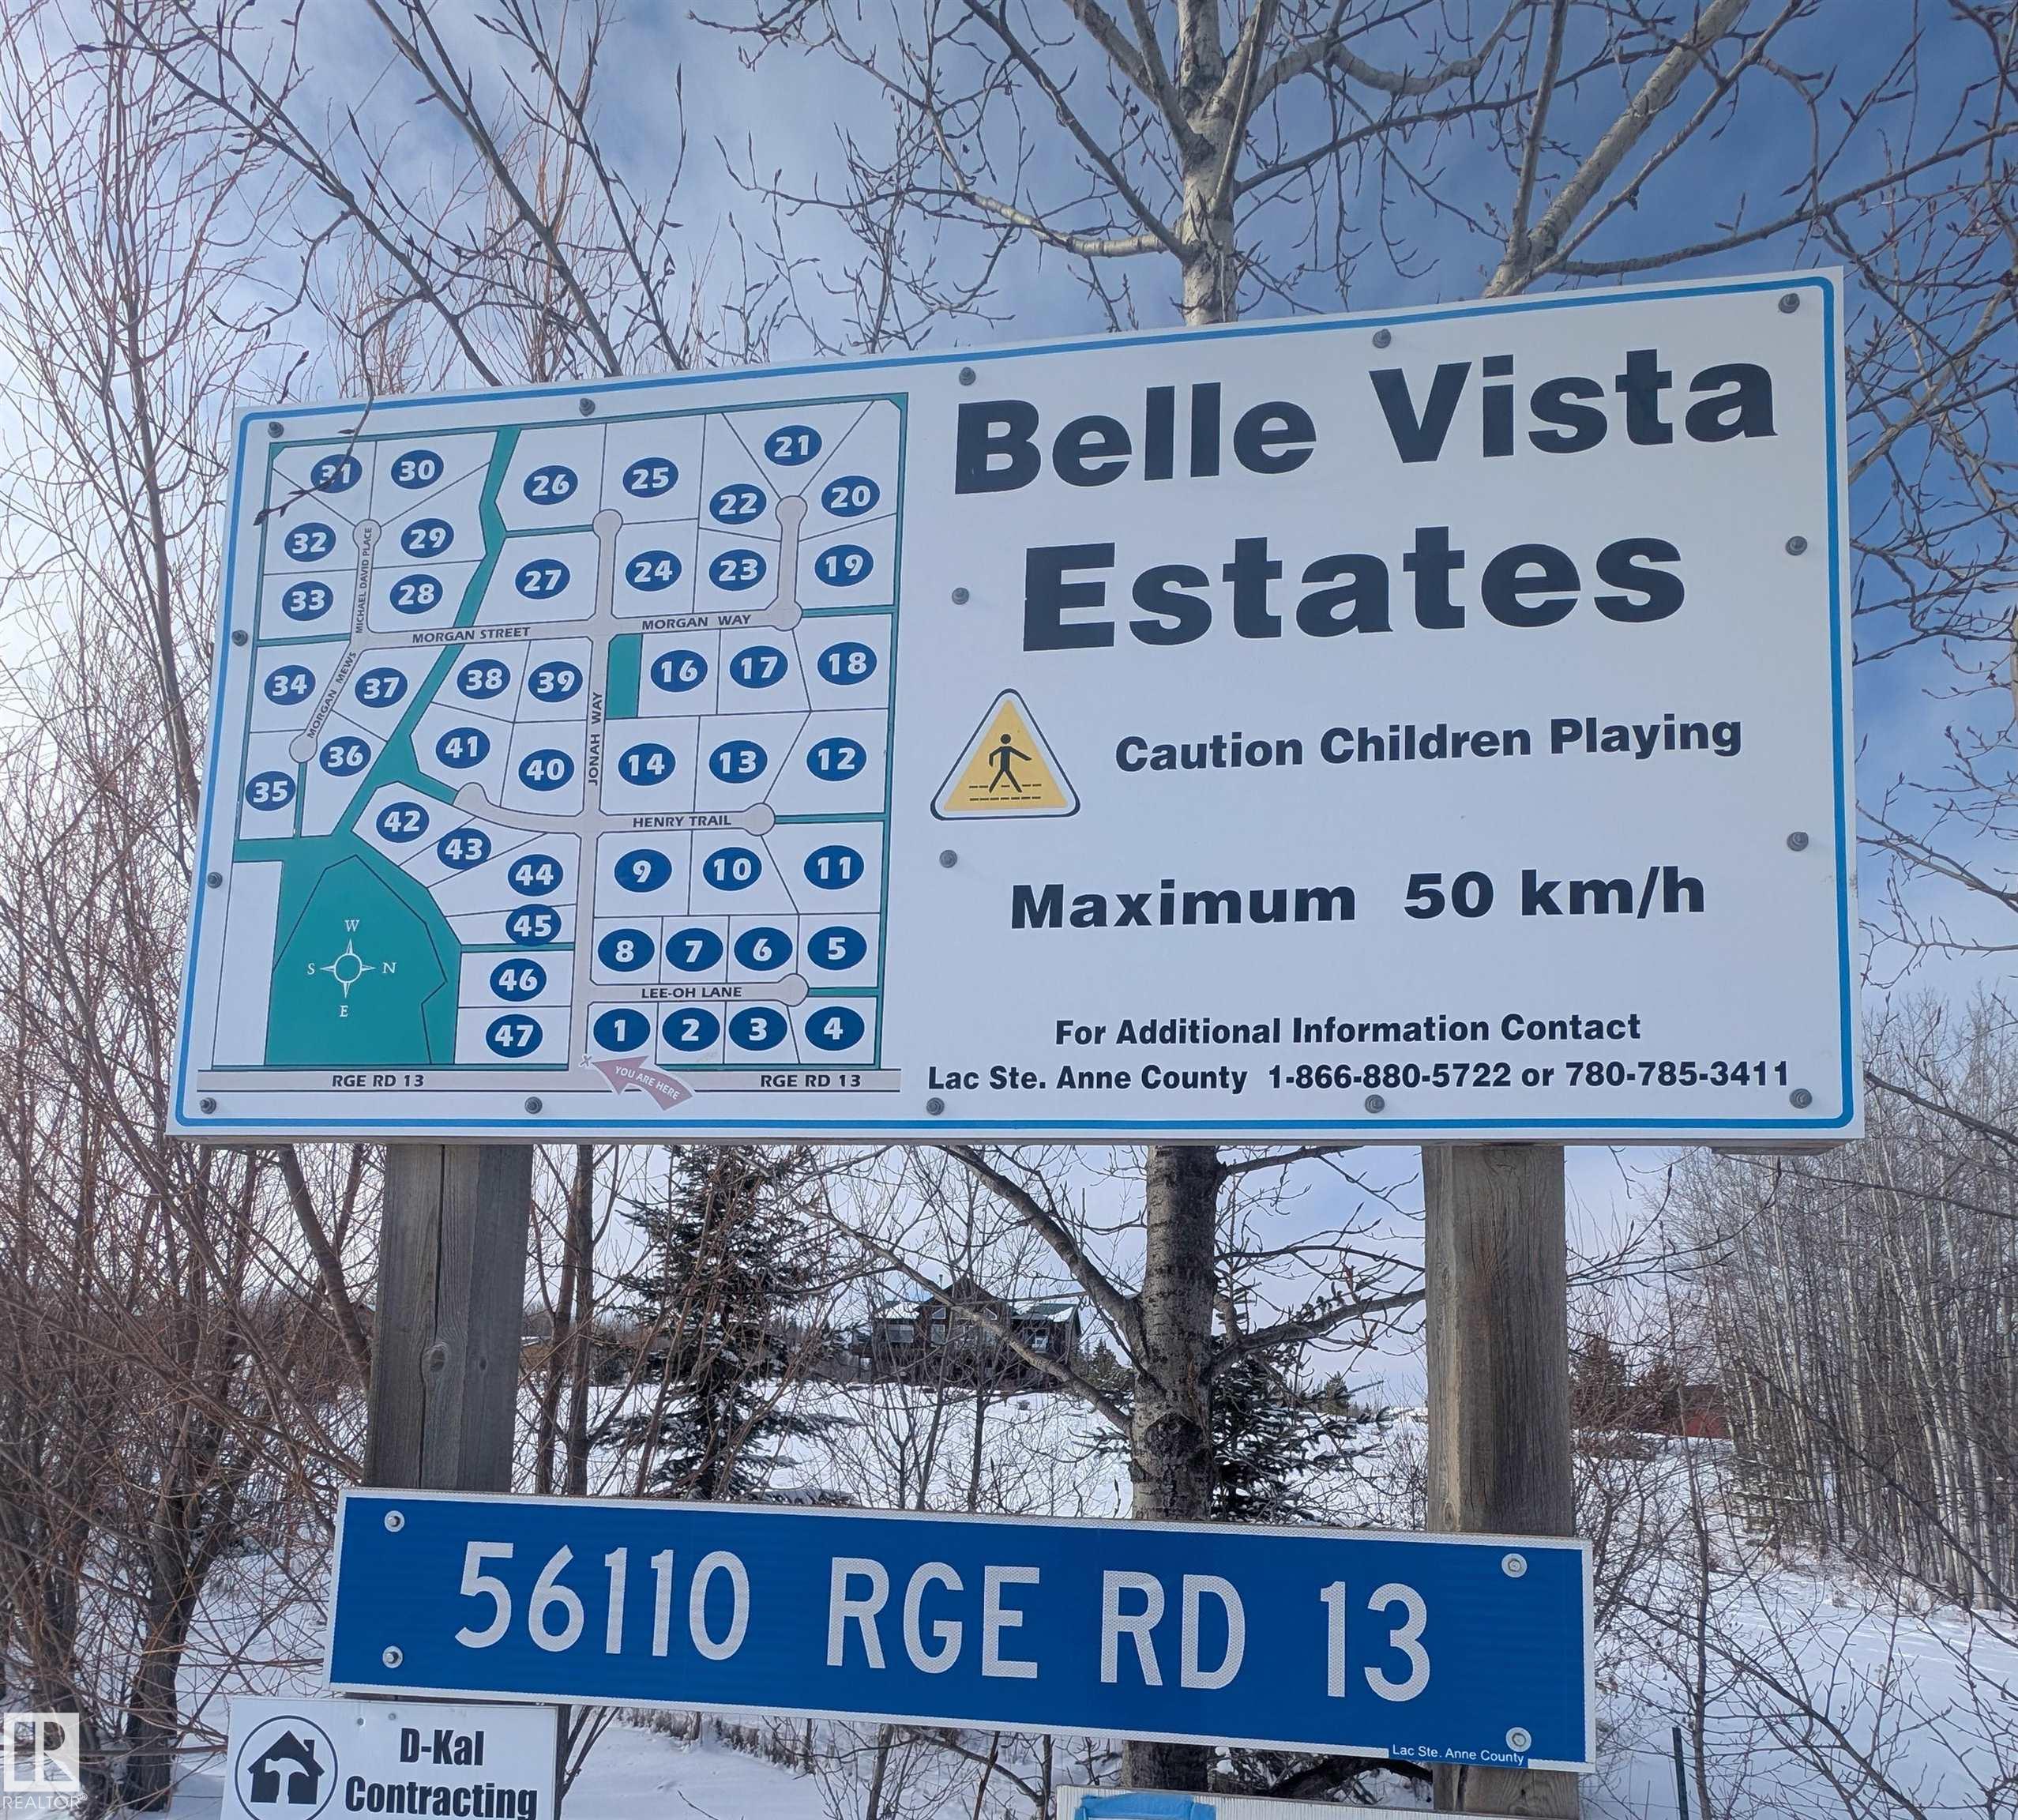 Belle Vista
Estates
Caution Children Playing
Maximum 50 km/h
For Additional Information Contact
Lac Ste. Anne County 1-866-880-5722 or 780-785-3411
21
31 30 26 25 22 20
32 29 27 24 23 19
33 28
MICHAEL DAVID PLACE
MORGAN STREET
MORGAN WAY
MORGAN MEWS
34 37 38 39 16 17 18
JONAH WAY
35 36 41 40 14 13 12
42 43
HENRY TRAIL
44 9 10 11
45 8 7 6 5
W
S N
E
46
LEE-OH LANE
47 1 2 3 4
YOU ARE HERE
RGE RD 13
RGE RD 13
56110 RGE RD 13
Lac Ste. Anne County
D-Kal
Contracting
REALTOR®